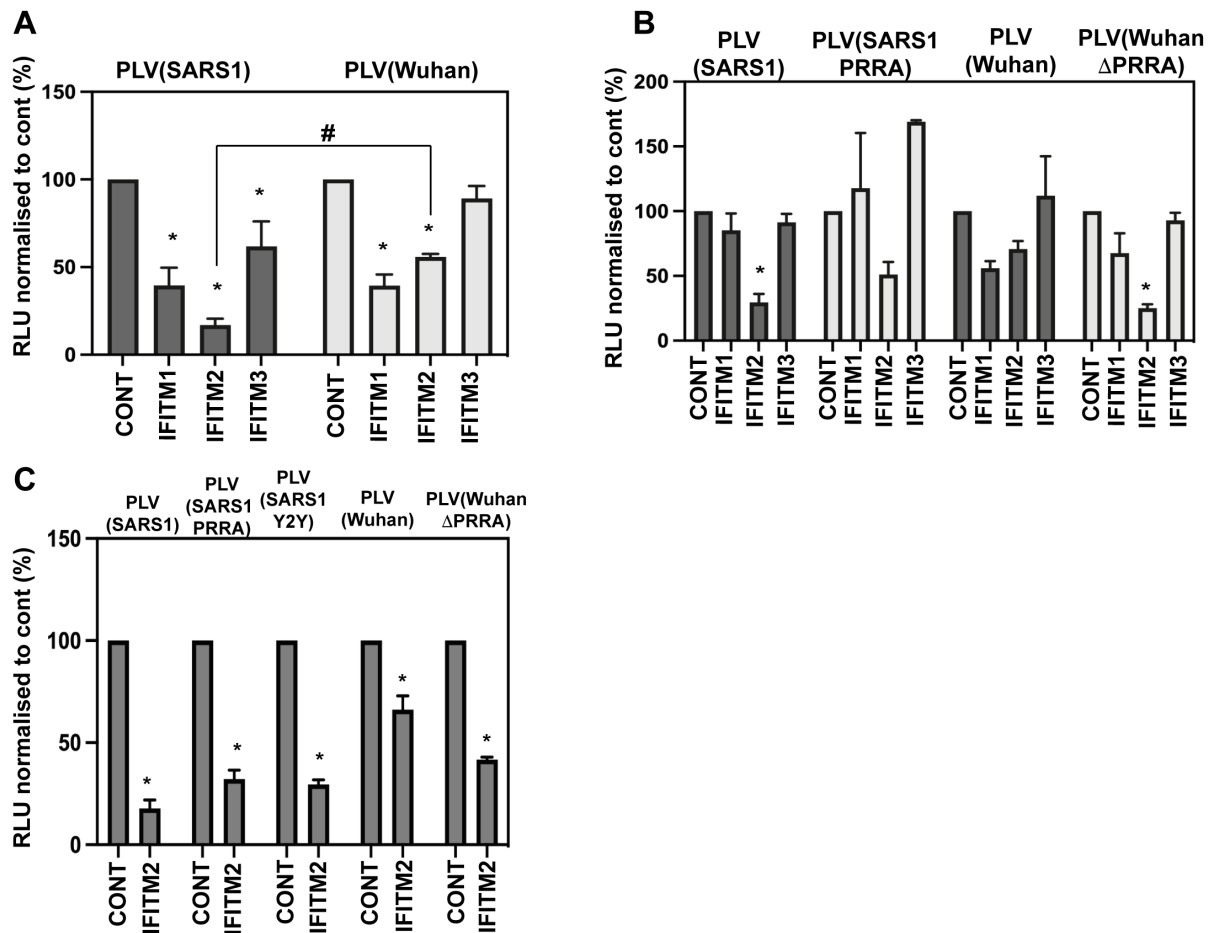 A
PLV(SARS1) PLV(Wuhan)
RLU normalised to cont (%)
150
100
50
0
#
* * * * *
CONT IFITM1 IFITM2 IFITM3 CONT IFITM1 IFITM2 IFITM3
B
PLV PLV(SARS1 PLV PLV(Wuhan
(SARS1) PRRA) (Wuhan) ΔPRRA)
RLU normalised to cont (%)
200
150
100
50
0
* *
CONT IFITM1 IFITM2 IFITM3 CONT IFITM1 IFITM2 IFITM3 CONT IFITM1 IFITM2 IFITM3 CONT IFITM1 IFITM2 IFITM3
C
PLV
(SARS1)
PLV
(SARS1
PRRA)
PLV
(SARS1
Y2Y)
PLV
(Wuhan)
PLV(Wuhan
ΔPRRA)
RLU normalised to cont (%)
150
100
50
0
* * * * *
CONT IFITM2 CONT IFITM2 CONT IFITM2 CONT IFITM2 CONT IFITM2